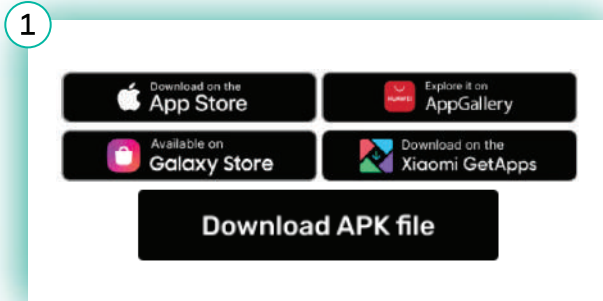 1
Download on the
App Store
HUAWEI
Explore it on
AppGallery
Available on
Galaxy Store
Download on the
Xiaomi GetApps
Download APK file